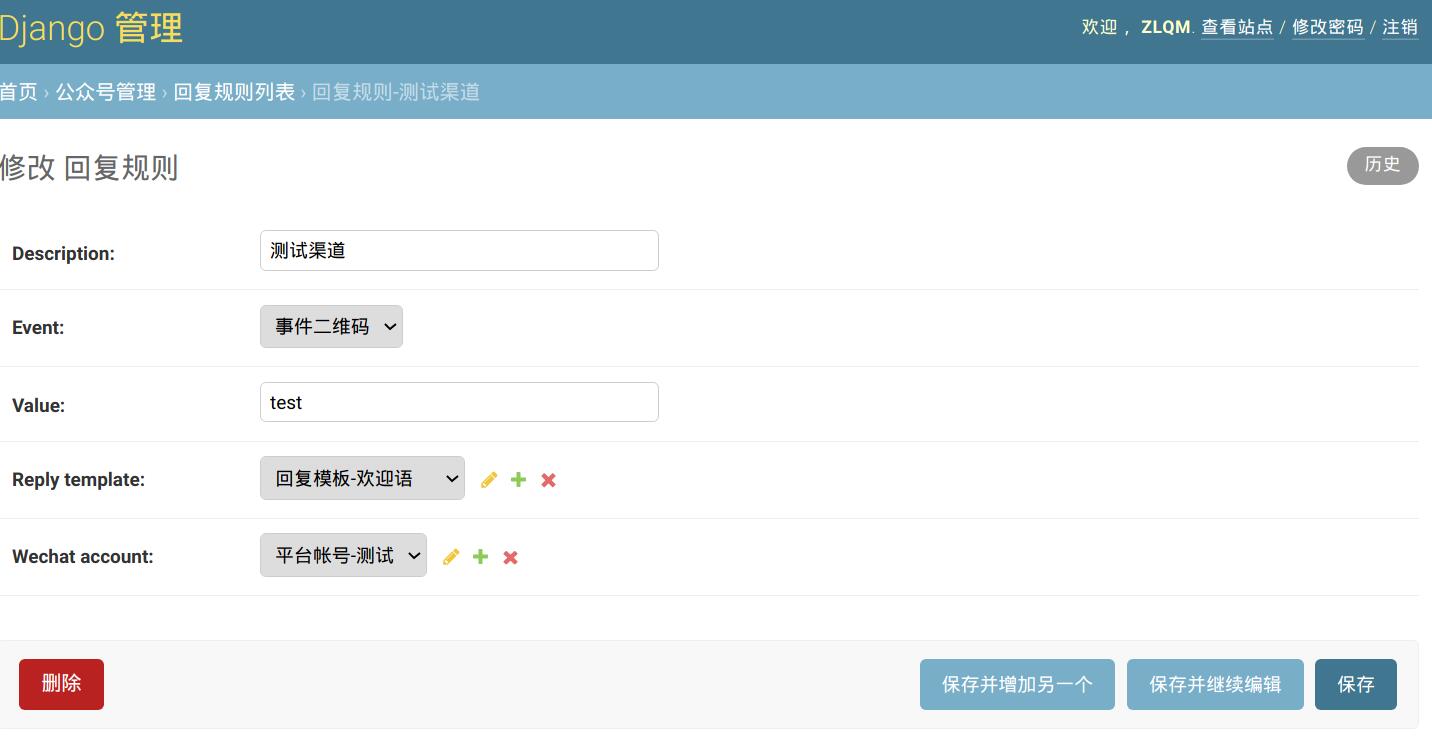 Django 管理
欢迎， ZLQM. 查看站点 / 修改密码 / 注销
首页 › 公众号管理 › 回复规则列表 › 回复规则-测试渠道
修改 回复规则
历史
Description: 测试渠道
Event: 事件二维码
Value: test
Reply template: 回复模板-欢迎语
Wechat account: 平台帐号-测试
删除 保存并增加另一个 保存并继续编辑 保存